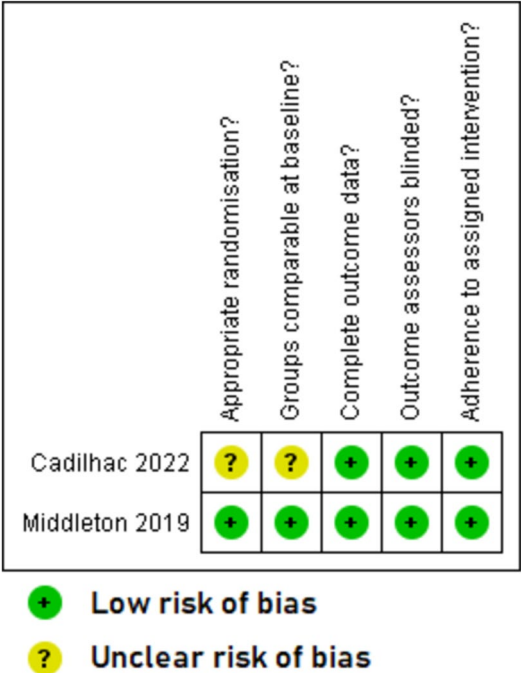 Appropriate randomisation?
Groups comparable at baseline?
Complete outcome data?
Outcome assessors blinded?
Adherence to assigned intervention?
Cadilhac 2022 ? ? + + +
Middleton 2019 + + + + +
+ Low risk of bias
? Unclear risk of bias